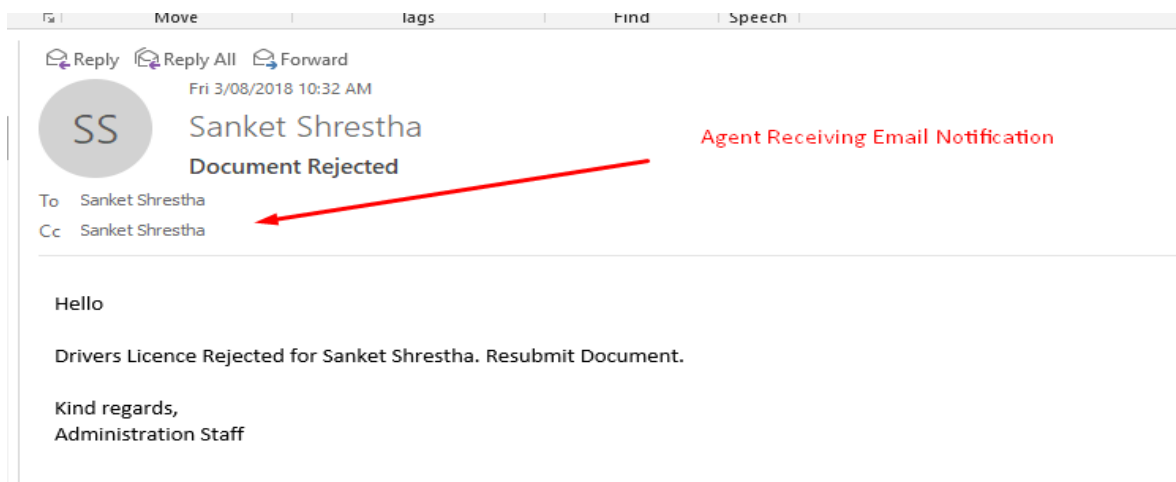 Move Tags Find Speech
Reply Reply All Forward
Fri 3/08/2018 10:32 AM
SS
Sanket Shrestha
Agent Receiving Email Notification
Document Rejected
To Sanket Shrestha
Cc Sanket Shrestha
Hello
Drivers Licence Rejected for Sanket Shrestha. Resubmit Document.
Kind regards,
Administration Staff